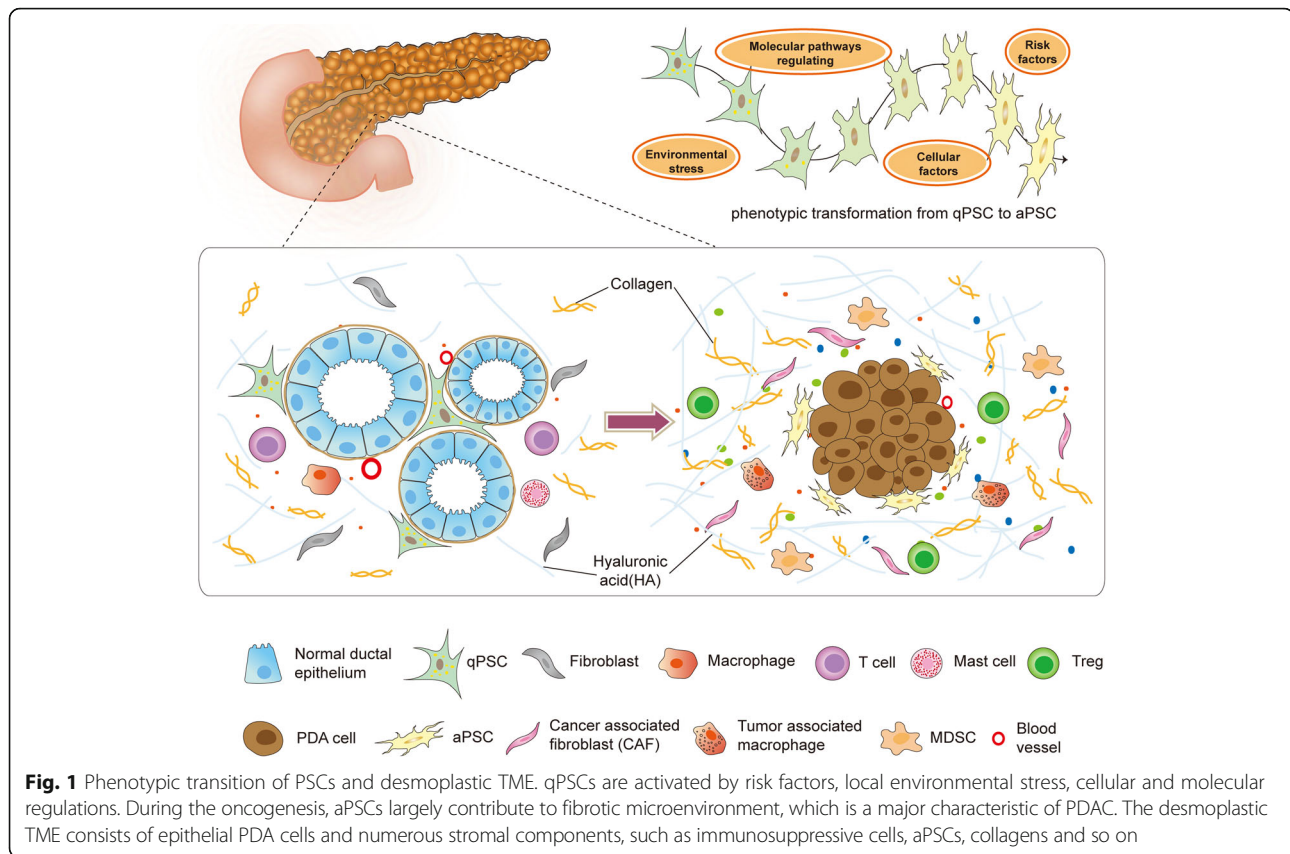 Molecular pathways
regulating
Risk
factors
Environmental
stress
Cellular
factors
phenotypic transformation from qPSC to aPSC
Collagen
Hyaluronic
acid(HA)
Normal ductal
epithelium
qPSC
Fibroblast
Macrophage
T cell
Mast cell
Treg
PDA cell
aPSC
Cancer associated
fibroblast (CAF)
Tumor associated
macrophage
MDSC
Blood
vessel
Fig. 1 Phenotypic transition of PSCs and desmoplastic TME. qPSCs are activated by risk factors, local environmental stress, cellular and molecular
regulations. During the oncogenesis, aPSCs largely contribute to fibrotic microenvironment, which is a major characteristic of PDAC. The desmoplastic
TME consists of epithelial PDA cells and numerous stromal components, such as immunosuppressive cells, aPSCs, collagens and so on